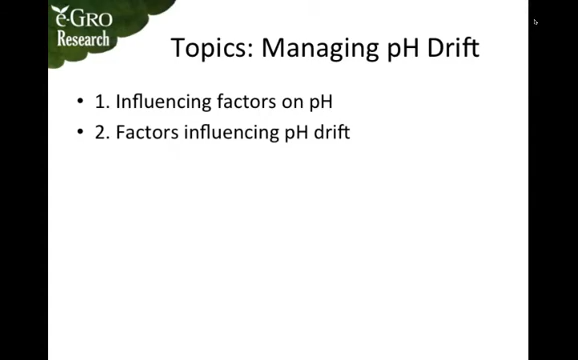 e-GRO
Research
Topics: Managing pH Drift
• 1. Influencing factors on pH
• 2. Factors influencing pH drift